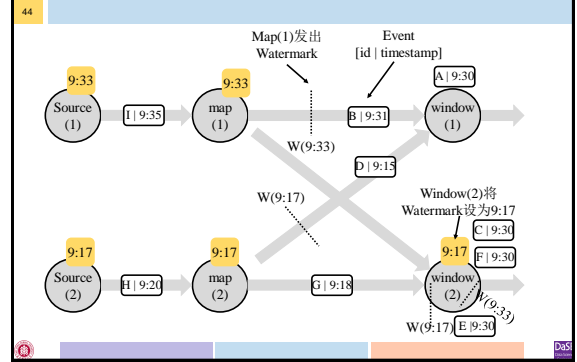 44
Map(1)发出
Watermark
Event
[id | timestamp]
9:33
9:33
A | 9:30
Source
(1)
I | 9:35
map
(1)
B | 9:31
window
(1)
W(9:33)
D | 9:15
W(9:17)
Window(2)将
Watermark设为9:17
C | 9:30
9:17
9:17
9:17
F | 9:30
Source
(2)
H | 9:20
map
(2)
G | 9:18
window
(2)
W(9:33)
W(9:17)
E |9:30
DaSE